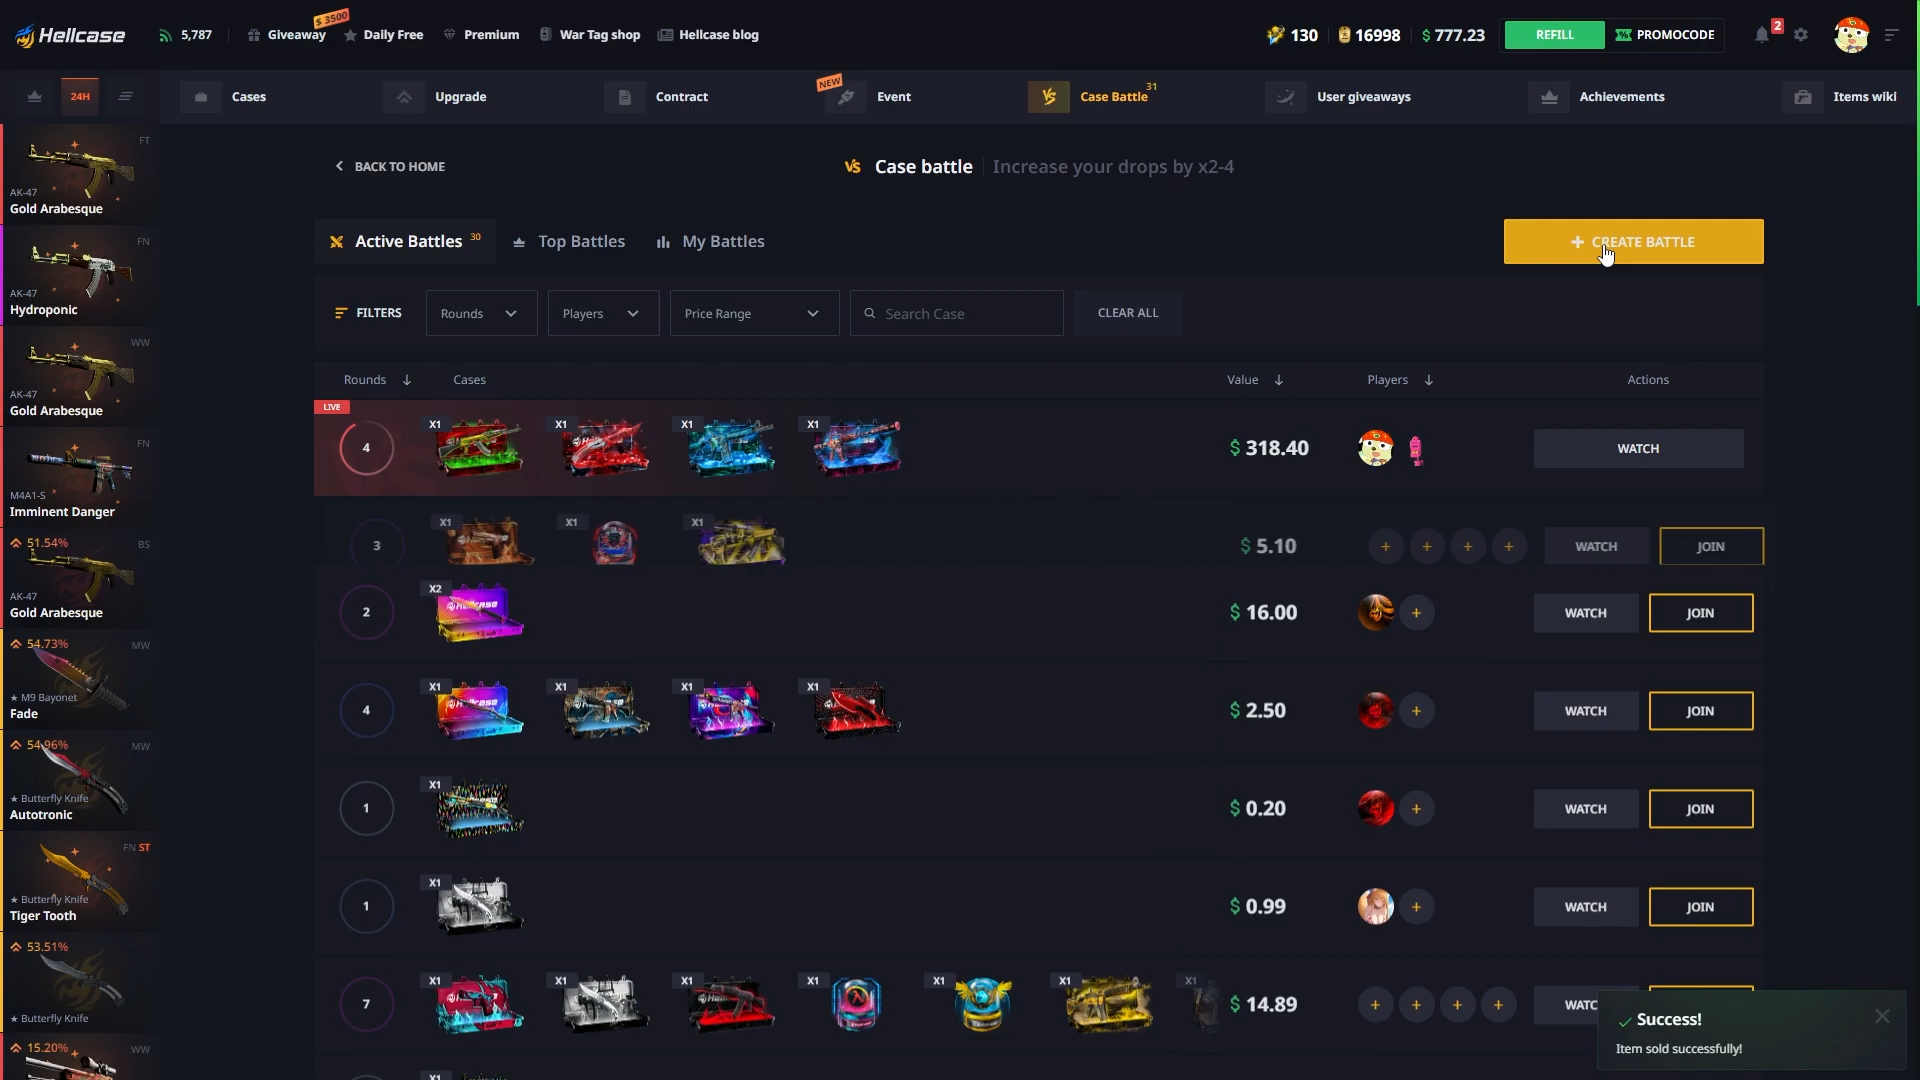 Hellcase
5,787
Giveaway
$ 3500
Daily Free
Premium
War Tag shop
Hellcase blog
130
16998
$ 777.23
REFILL
PROMOCODE
2
24H
Cases
Upgrade
Contract
NEW
Event
Case Battle
31
User giveaways
Achievements
Items wiki
FT
AK-47
Gold Arabesque
FN
AK-47
Hydroponic
WW
AK-47
Gold Arabesque
FN
M4A1-S
Imminent Danger
51.54%
BS
AK-47
Gold Arabesque
54.73%
MW
★ M9 Bayonet
Fade
54.96%
MW
★ Butterfly Knife
Autotronic
FN ST
★ Butterfly Knife
Tiger Tooth
53.51%
★ Butterfly Knife
15.20%
WW
BACK TO HOME
VS Case battle
Increase your drops by x2-4
Active Battles 30
Top Battles
My Battles
+ CREATE BATTLE
FILTERS
Rounds
Players
Price Range
Search Case
CLEAR ALL
Rounds
Cases
Value
Players
Actions
LIVE
4
X1
X1
X1
X1
$ 318.40
WATCH
3
X1
X1
X1
$ 5.10
+ + + +
WATCH
JOIN
2
X2
$ 16.00
+
WATCH
JOIN
4
X1
X1
X1
X1
$ 2.50
+
WATCH
JOIN
1
X1
$ 0.20
+
WATCH
JOIN
1
X1
$ 0.99
+
WATCH
JOIN
7
X1
X1
X1
X1
X1
X1
X1
$ 14.89
+ + + +
WATC
X1
Success!
Item sold successfully!